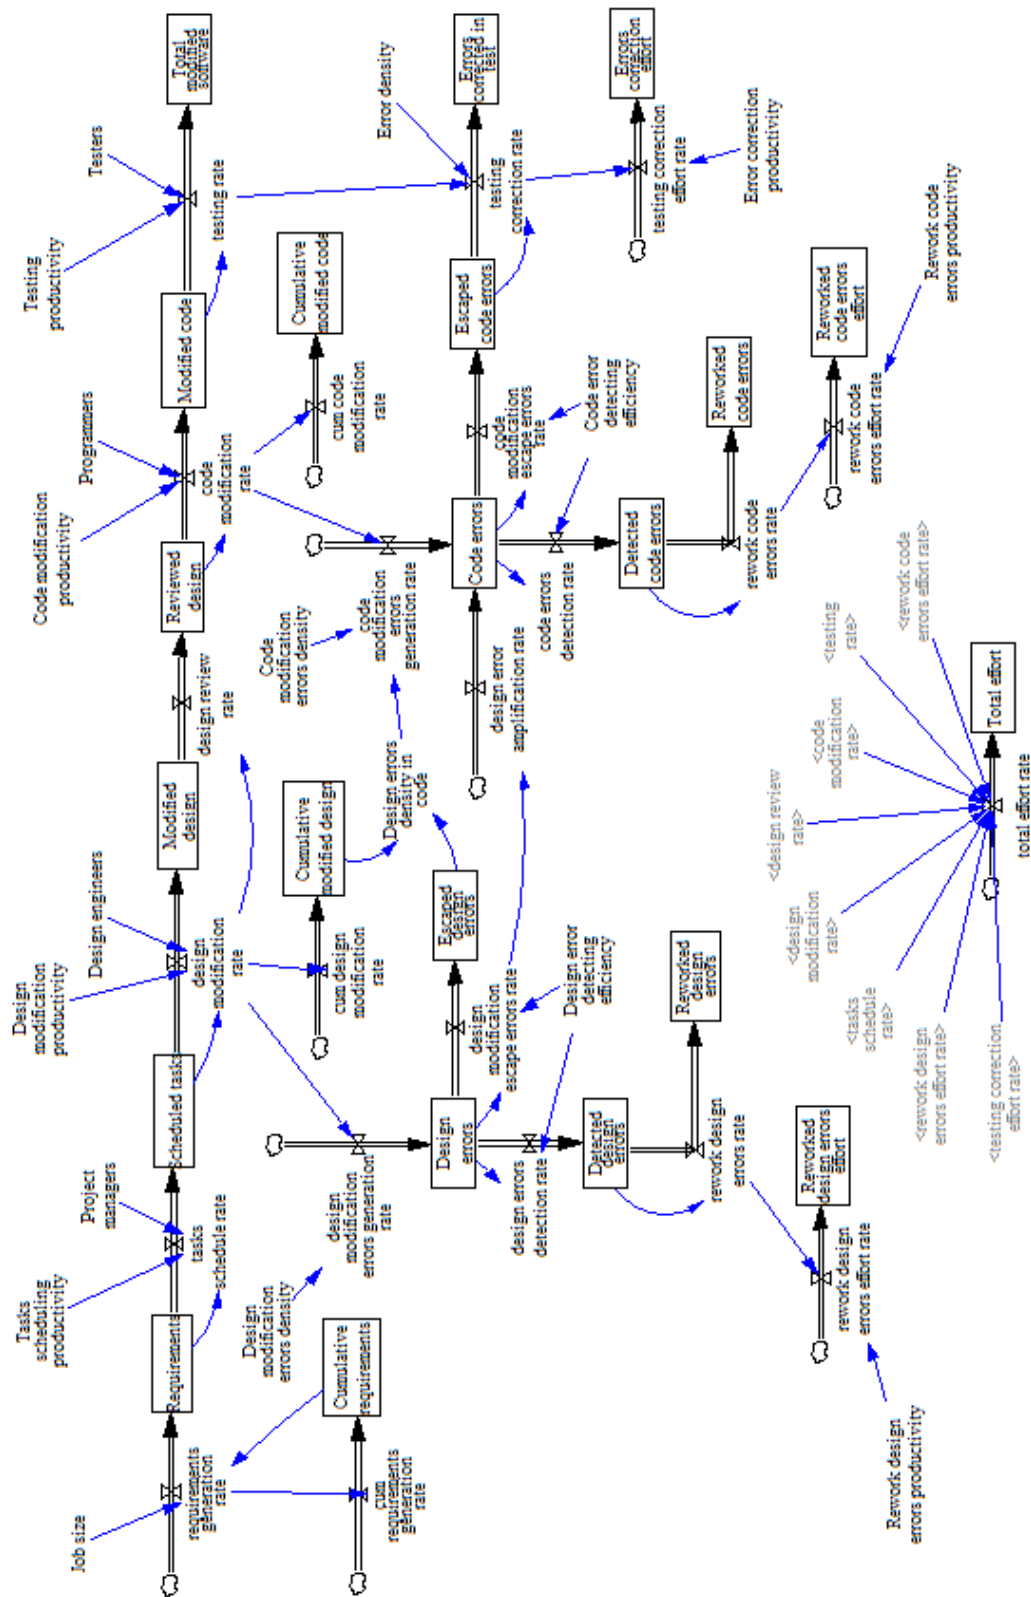 Testing
productivity
Testers
Code modification
productivity
Programmers
Design
modification
productivity
Design engineers
Tasks
scheduling
productivity
Project
managers
Job size
requirements
generation
rate
Requirements
tasks
schedule rate
Scheduled tasks
design
modification
rate
Modified
design
design review
rate
Reviewed
design
code
modification
rate
Modified code
testing rate
Total
modified
software
cum
requirements
generation
rate
Cumulative
requirements
cum design
modification
rate
Cumulative
modified design
cum code
modification
rate
Cumulative
modified code
Design
modification
errors density
design
modification
errors generation
rate
Design errors
density in
code
Code
modification
errors density
code
modification
errors
generation rate
Error density
Design
errors
design
modification
escape errors rate
Escaped
design
errors
design error
amplification rate
Code errors
code
modification
escape errors
rate
Escaped
code errors
testing
correction rate
Errors
corrected in
test
design errors
detection rate
Design error
detecting
efficiency
code errors
detection rate
Code error
detecting
efficiency
Detected
design errors
rework design
errors rate
Reworked
design
errors
Detected
code errors
rework code
errors rate
Reworked
code errors
testing correction
effort rate
Errors
correction
effort
Error correction
productivity
Rework design
errors productivity
rework design
errors effort rate
Reworked
design errors
effort
rework code
errors effort rate
Reworked
code errors
effort
Rework code
errors productivity
<testing correction
effort rate>
<rework design
errors effort rate>
<tasks
schedule
rate>
<design
modification
rate>
<design review
rate>
<code
modification
rate>
<testing
rate>
<rework code
errors effort rate>
total effort rate
Total effort